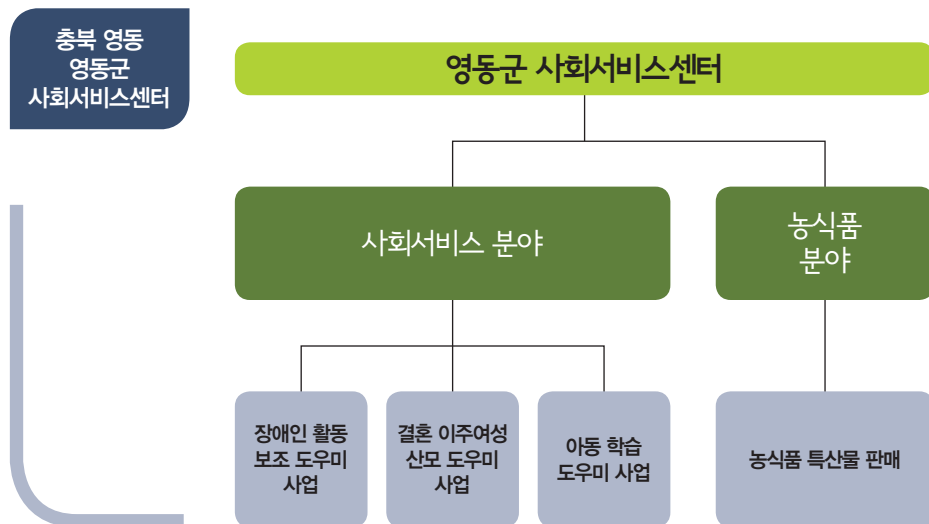 충북 영동
영동군
사회서비스센터
영동군 사회서비스센터
사회서비스 분야
농식품
분야
장애인 활동
보조 도우미
사업
결혼 이주여성
산모 도우미
사업
아동 학습
도우미 사업
농식품 특산물 판매